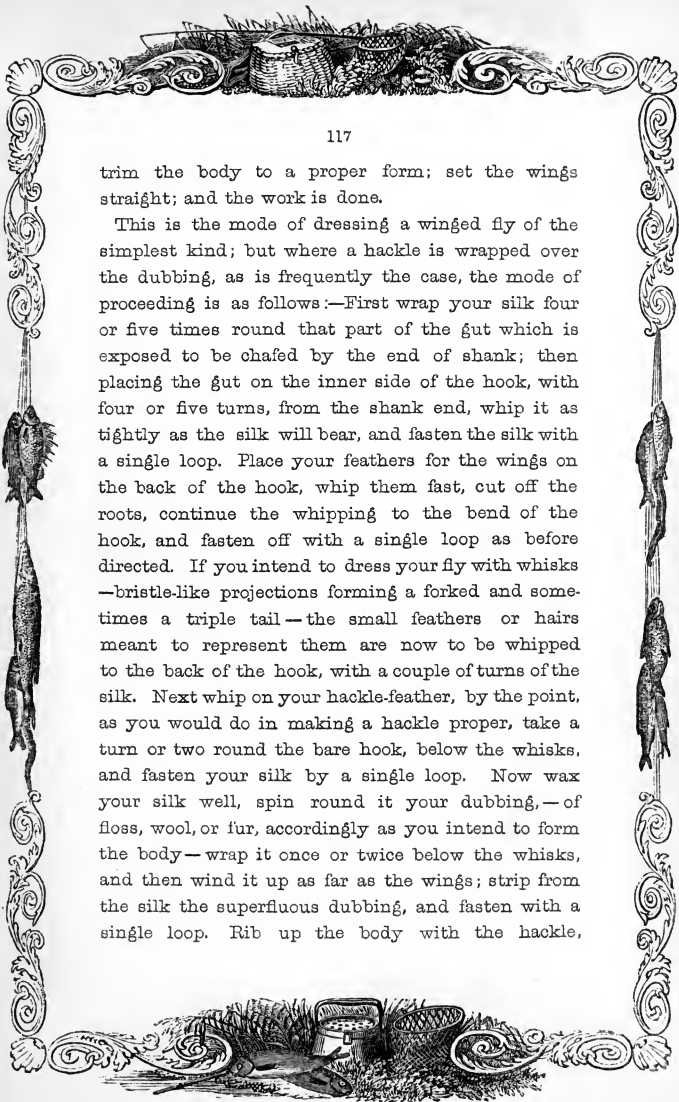 117
trim the body to a proper form; set the wings
straight; and the work is done.
This is the mode of dressing a winged fly of the
simplest kind; but where a hackle is wrapped over
the dubbing, as is frequently the case, the mode of
proceeding is as follows:—First wrap your silk four
or five times round that part of the gut which is
exposed to be chafed by the end of shank; then
placing the gut on the inner side of the hook, with
four or five turns, from the shank end, whip it as
tightly as the silk will bear, and fasten the silk with
a single loop. Place your feathers for the wings on
the back of the hook, whip them fast, cut off the
roots, continue the whipping to the bend of the
hook, and fasten off with a single loop as before
directed. If you intend to dress your fly with whisks
—bristle-like projections forming a forked and some-
times a triple tail—the small feathers or hairs
meant to represent them are now to be whipped
to the back of the hook, with a couple of turns of the
silk. Next whip on your hackle-feather, by the point,
as you would do in making a hackle proper, take a
turn or two round the bare hook, below the whisks,
and fasten your silk by a single loop. Now wax
your silk well, spin round it your dubbing,—of
floss, wool, or fur, accordingly as you intend to form
the body—wrap it once or twice below the whisks,
and then wind it up as far as the wings; strip from
the silk the superfluous dubbing, and fasten with a
single loop. Rib up the body with the hackle,